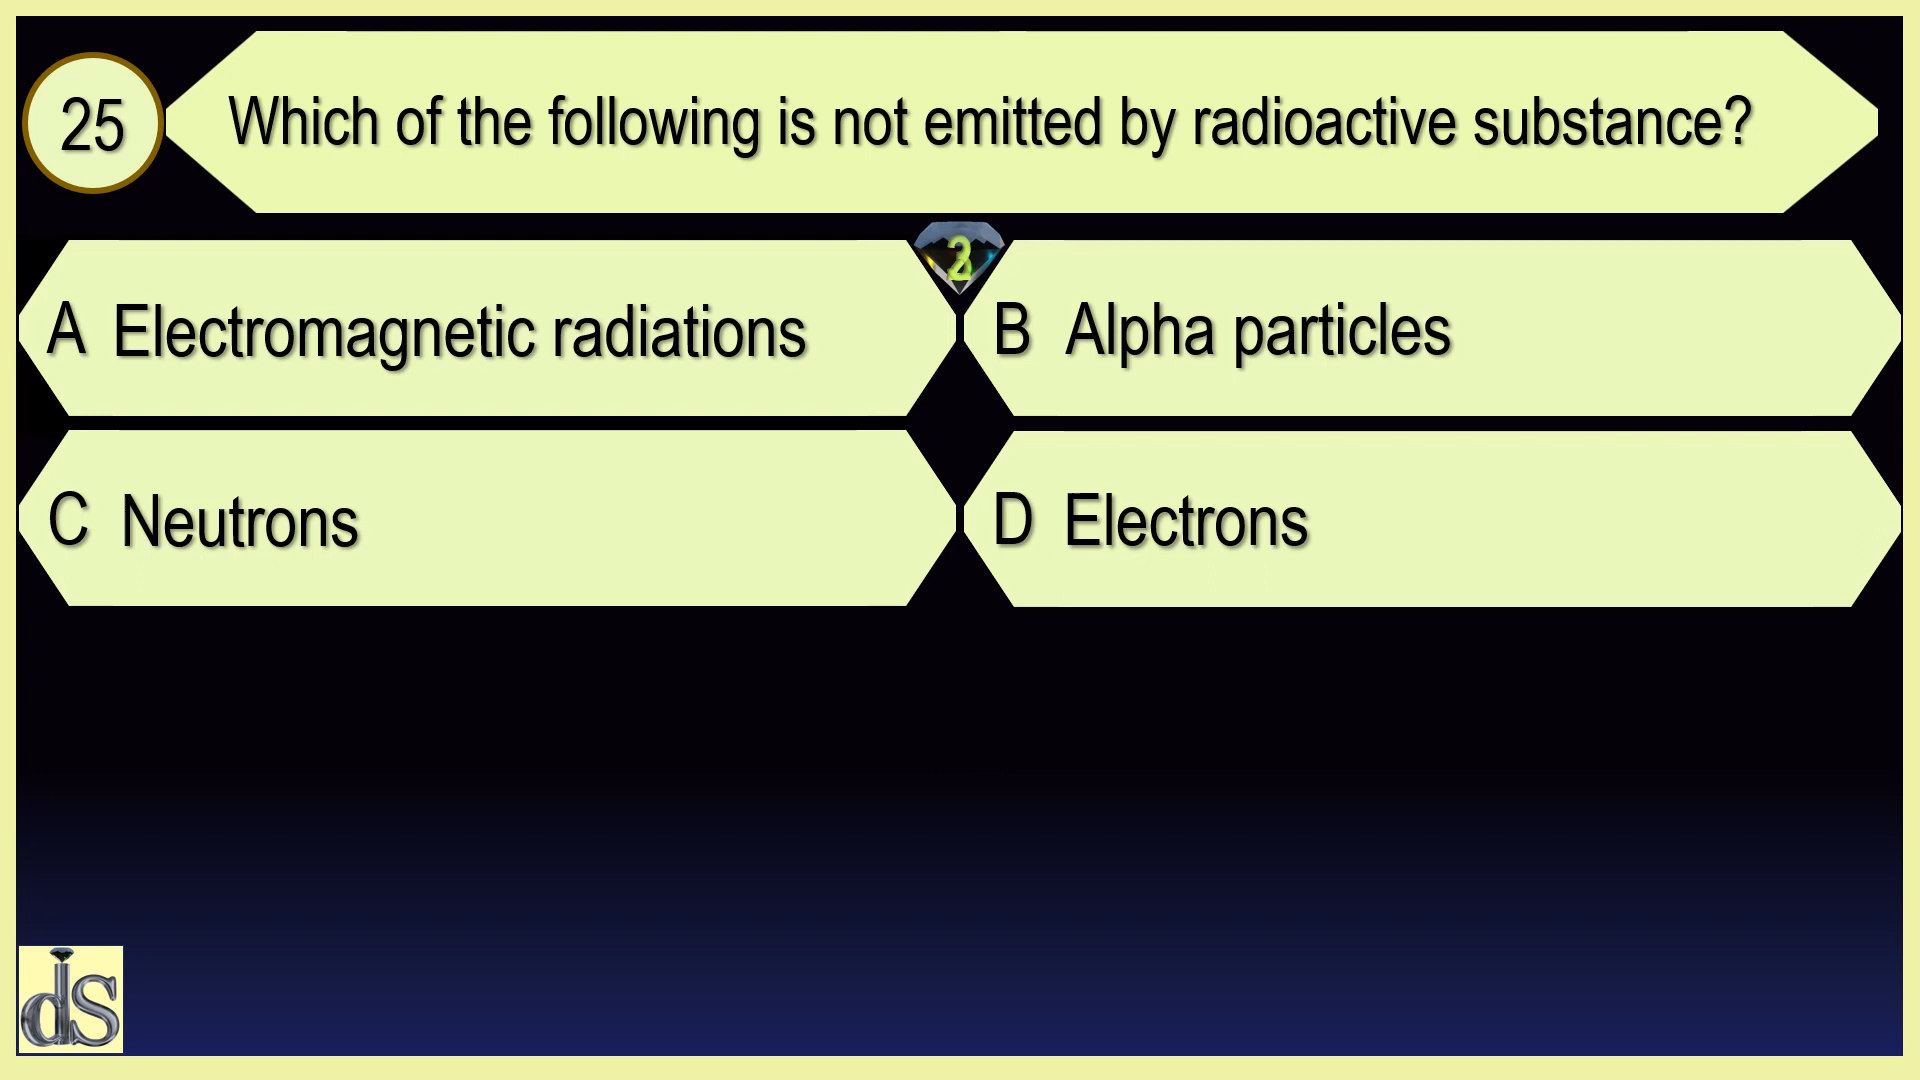 25
Which of the following is not emitted by radioactive substance?
A Electromagnetic radiations
B Alpha particles
C Neutrons
D Electrons
ds